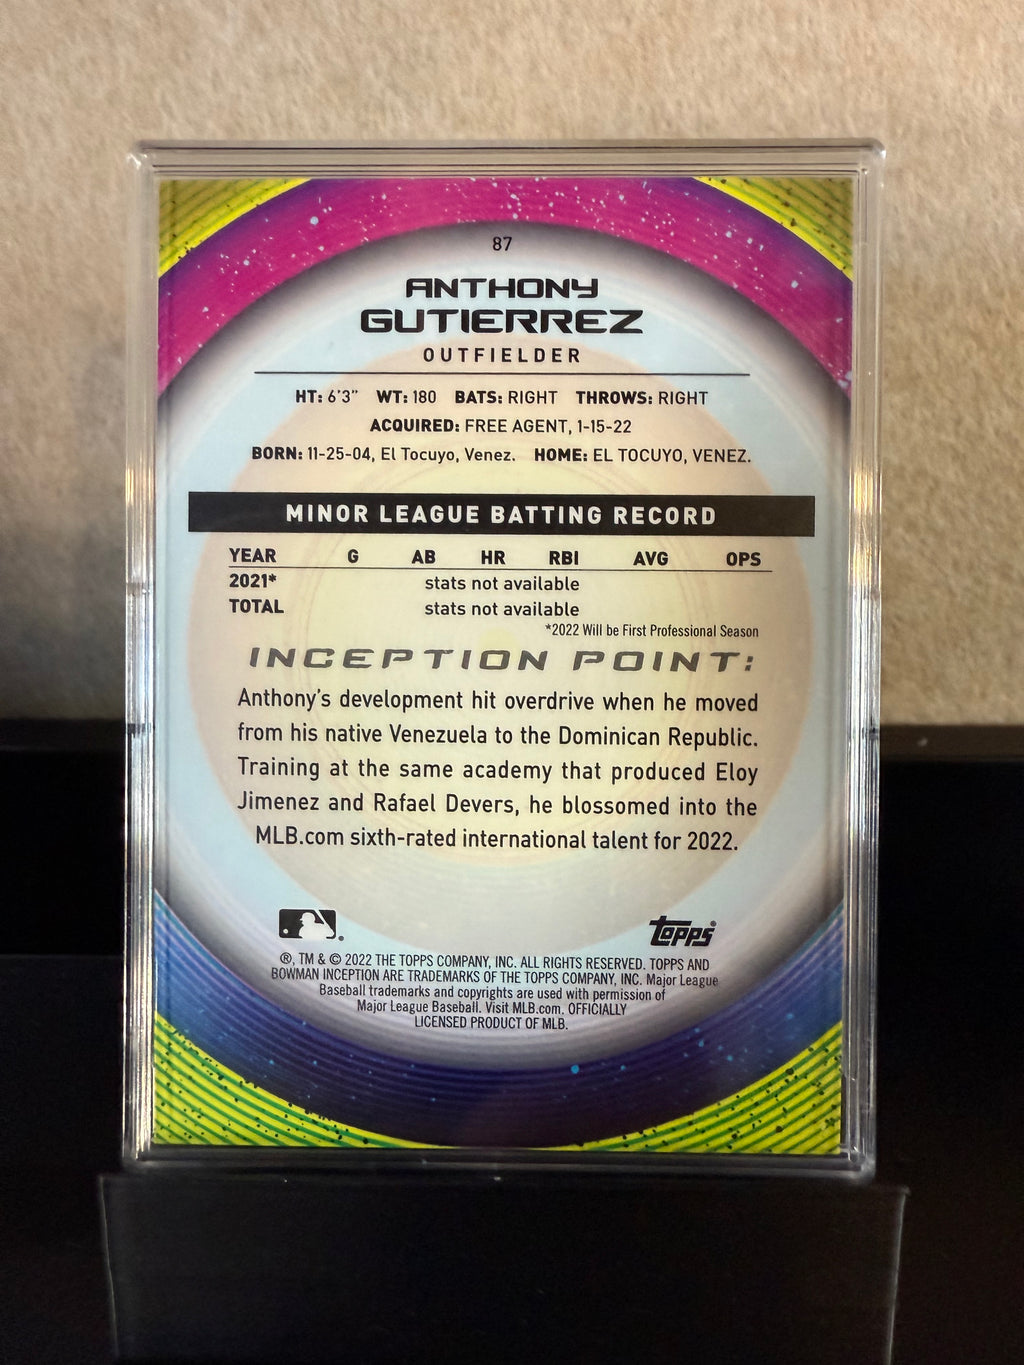 87
ANTHONY
GUTIERREZ
OUTFIELDER
HT: 6'3" WT: 180 BATS: RIGHT THROWS: RIGHT
ACQUIRED: FREE AGENT, 1-15-22
BORN: 11-25-04, El Tocuyo, Venez. HOME: EL TOCUYO, VENEZ.
MINOR LEAGUE BATTING RECORD
YEAR G AB HR RBI AVG OPS
2021* stats not available
TOTAL stats not available
*2022 Will be First Professional Season
INCEPTION POINT:
Anthony's development hit overdrive when he moved
from his native Venezuela to the Dominican Republic.
Training at the same academy that produced Eloy
Jimenez and Rafael Devers, he blossomed into the
MLB.com sixth-rated international talent for 2022.
Topps®
®, TM & © 2022 THE TOPPS COMPANY, INC. ALL RIGHTS RESERVED. TOPPS AND
BOWMAN INCEPTION ARE TRADEMARKS OF THE TOPPS COMPANY, INC. Major League
Baseball trademarks and copyrights are used with permission of
Major League Baseball. Visit MLB.com. OFFICIALLY
LICENSED PRODUCT OF MLB.